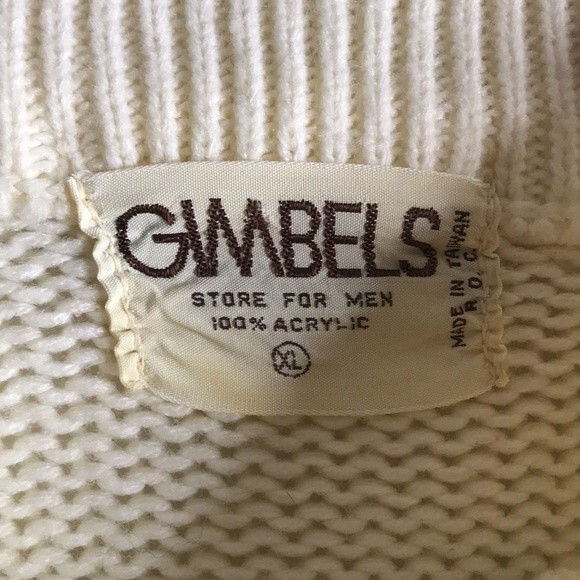 GIMBELS
STORE FOR MEN
100% ACRYLIC
XL
MADE IN TAIWAN
R. O. C.